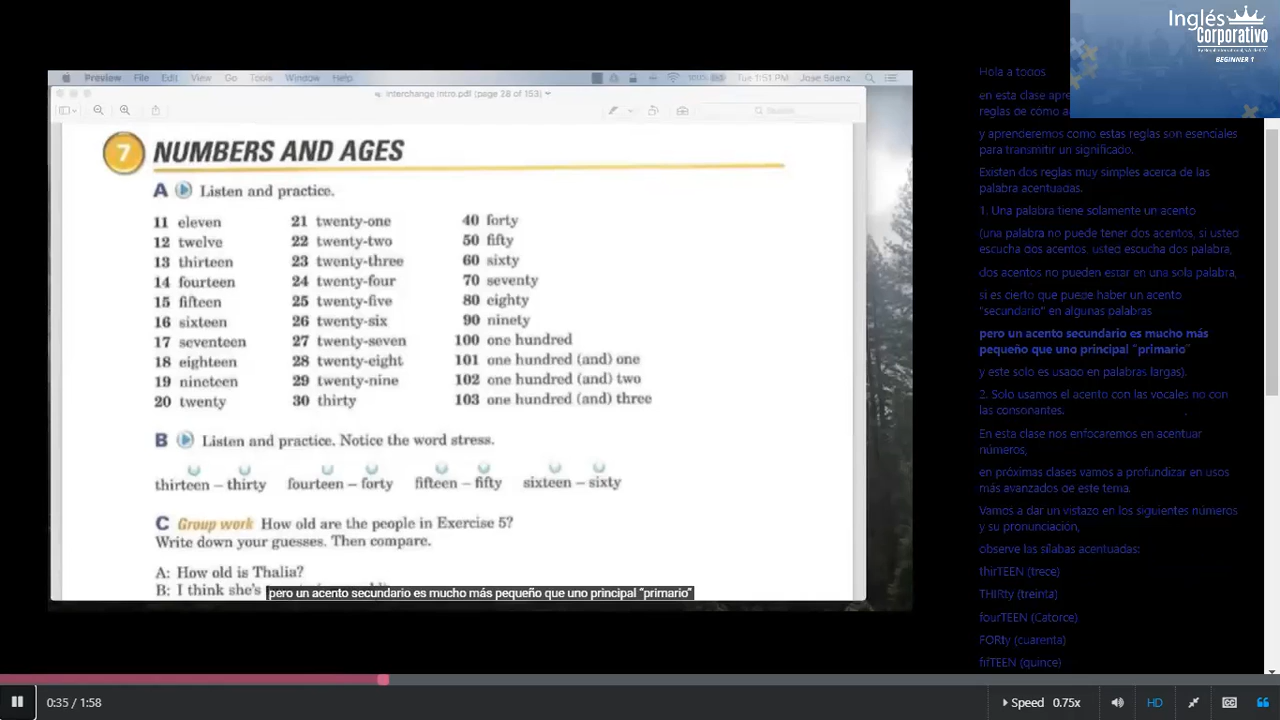 Inglés
Corporativo
BEGINNER 1
Preview File Edit View Go Tools Window Help
Tue 1:51 PM Jose Saenz
interchange intro.pdf (page 28 of 153)
Search
7 NUMBERS AND AGES
A Listen and practice.
11 eleven 21 twenty-one 40 forty
12 twelve 22 twenty-two 50 fifty
13 thirteen 23 twenty-three 60 sixty
14 fourteen 24 twenty-four 70 seventy
15 fifteen 25 twenty-five 80 eighty
16 sixteen 26 twenty-six 90 ninety
17 seventeen 27 twenty-seven 100 one hundred
18 eighteen 28 twenty-eight 101 one hundred (and) one
19 nineteen 29 twenty-nine 102 one hundred (and) two
20 twenty 30 thirty 103 one hundred (and) three
B Listen and practice. Notice the word stress.
thirteen – thirty fourteen – forty fifteen – fifty sixteen – sixty
C Group work How old are the people in Exercise 5?
Write down your guesses. Then compare.
A: How old is Thalia?
B: I think she's
pero un acento secundario es mucho más pequeño que uno principal "primario"
Hola a todos
en esta clase
reglas de cómo
y aprenderemos como estas reglas son esenciales
para transmitir un significado.
Existen dos reglas muy simples acerca de las
palabra acentuadas.
1. Una palabra tiene solamente un acento
(una palabra no puede tener dos acentos, si usted
escucha dos acentos, usted escucha dos palabra,
dos acentos no pueden estar en una sola palabra,
si es cierto que puede haber un acento
"secundario" en algunas palabras
pero un acento secundario es mucho más
pequeño que uno principal "primario"
y este solo es usado en palabras largas).
2. Solo usamos el acento con las vocales no con
las consonantes.
En esta clase nos enfocaremos en acentuar
números,
en próximas clases vamos a profundizar en usos
más avanzados de este tema.
Vamos a dar un vistazo en los siguientes números
y su pronunciación,
observe las sílabas acentuadas:
thirTEEN (trece)
THIRty (treinta)
fourTEEN (Catorce)
FORty (cuarenta)
fifTEEN (quince)
0:35 / 1:58
Speed 0.75x
HD